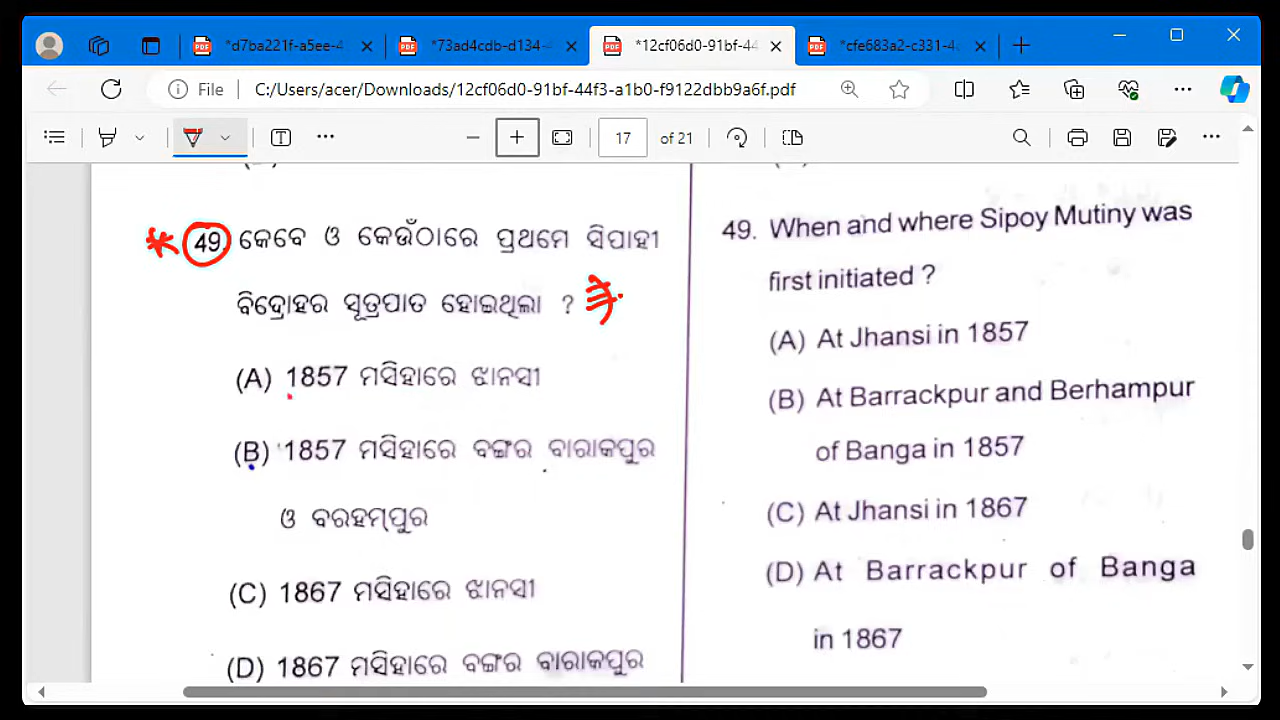 *d7ba221f-a5ee-4
*73ad4cdb-d134-
*12cf06d0-91bf-44
*cfe683a2-c331-4
File
C:/Users/acer/Downloads/12cf06d0-91bf-44f3-a1b0-f9122dbb9a6f.pdf
17 of 21
49. କେବେ ଓ କେଉଁଠାରେ ପ୍ରଥମେ ସିପାହୀ
ବିଦ୍ରୋହର ସୂତ୍ରପାତ ହୋଇଥିଲା ?
(A) 1857 ମସିହାରେ ଝାନସୀ
(B) 1857 ମସିହାରେ ବଙ୍ଗର ବାରାକପୁର
ଓ ବରହମ୍ପୁର
(C) 1867 ମସିହାରେ ଝାନସୀ
(D) 1867 ମସିହାରେ ବଙ୍ଗର ବାରାକପୁର
49. When and where Sipoy Mutiny was
first initiated ?
(A) At Jhansi in 1857
(B) At Barrackpur and Berhampur
of Banga in 1857
(C) At Jhansi in 1867
(D) At Barrackpur of Banga
in 1867